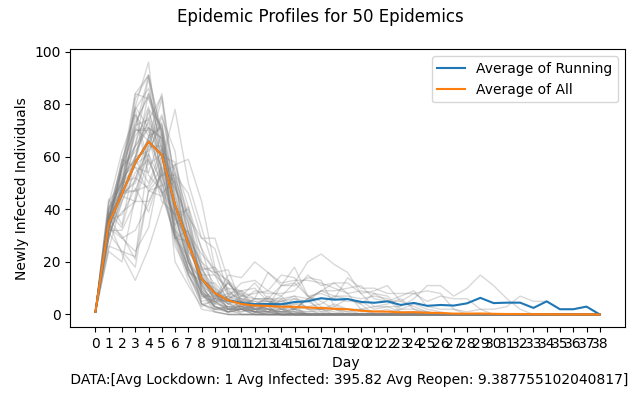 Epidemic Profiles for 50 Epidemics
100
80
60
40
20
0
Newly Infected Individuals
Average of Running
Average of All
0 1 2 3 4 5 6 7 8 9 10 11 12 13 14 15 16 17 18 19 20 21 22 23 24 25 26 27 28 29 30 31 32 33 34 35 36 37 38
Day
DATA:[Avg Lockdown: 1 Avg Infected: 395.82 Avg Reopen: 9.387755102040817]